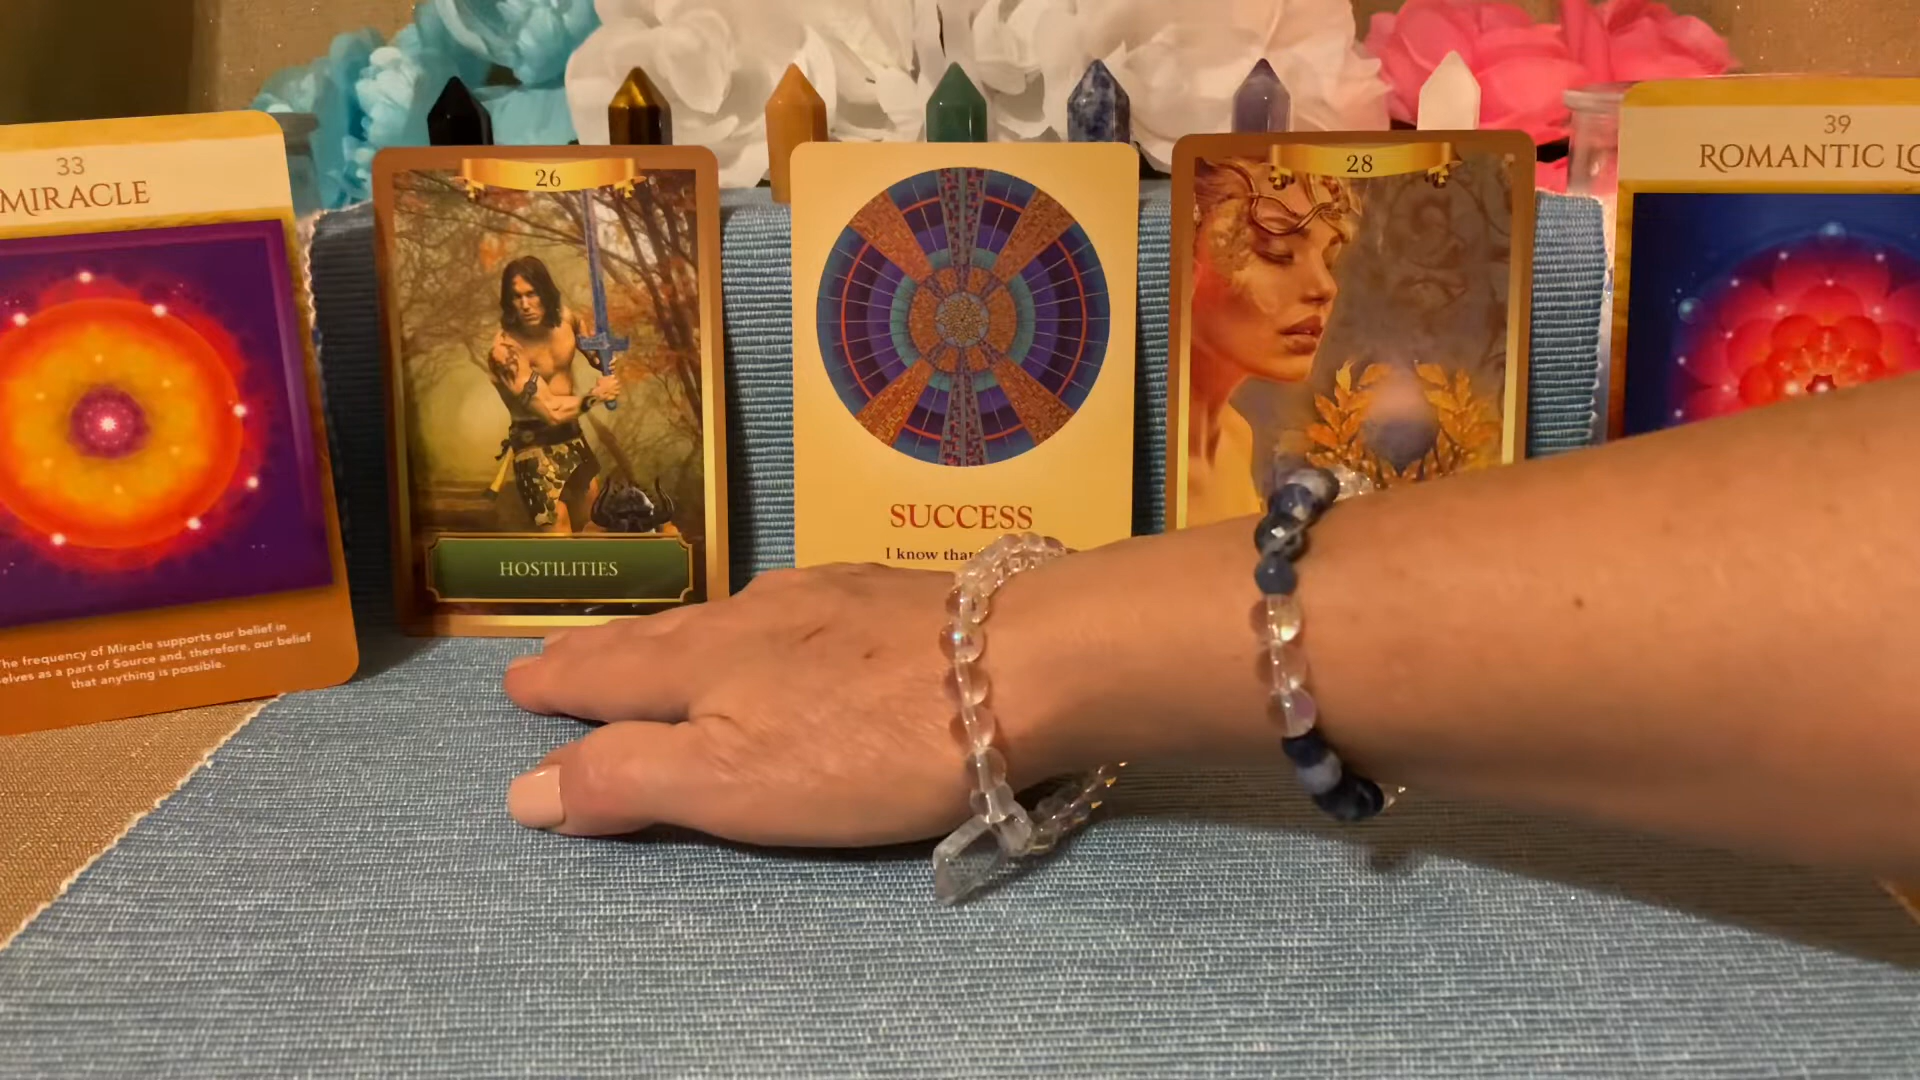 33
MIRACLE
The frequency of Miracle supports our belief in
selves as a part of Source and, therefore, our belief
that anything is possible.
26
HOSTILITIES
SUCCESS
I know that
28
39
ROMANTIC